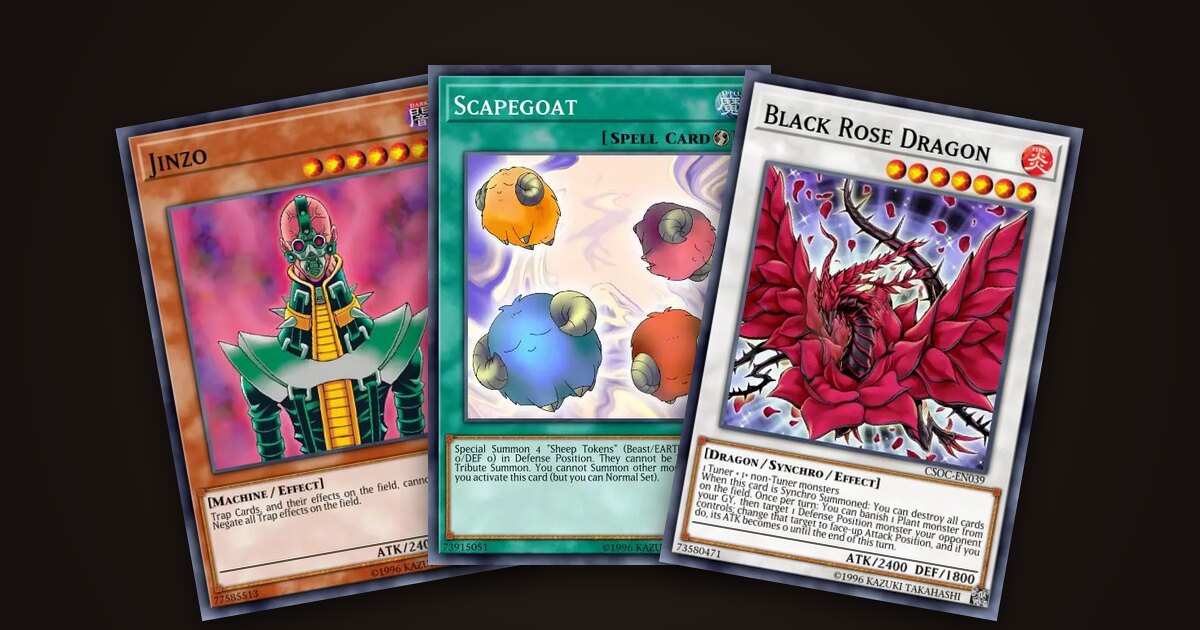 JINZO
DARK
闇
[MACHINE / EFFECT]
Trap Cards, and their effects on the field, canno
Negate all Trap effects on the field.
ATK/240
77585513
©1996 KAZU
SCAPEGOAT
[SPELL CARD
Special Summon 4 "Sheep Tokens" (Beast/EART
0/DEF 0) in Defense Position. They cannot be
Tribute Summon. You cannot Summon other mo
you activate this card (but you can Normal Set).
73915051
©1996 KAZU
BLACK ROSE DRAGON
FIRE
炎
CSOC-EN039
[DRAGON / SYNCHRO / EFFECT]
1 Tuner + 1+ non-Tuner monsters
When this card is Synchro Summoned: You can destroy all cards
on the field. Once per turn: You can banish 1 Plant monster from
your GY, then target 1 Defense Position monster your opponent
controls; change that target to face-up Attack Position, and if you
do, its ATK becomes 0 until the end of this turn.
ATK/2400 DEF/1800
73580471
©1996 KAZUKI TAKAHASHI